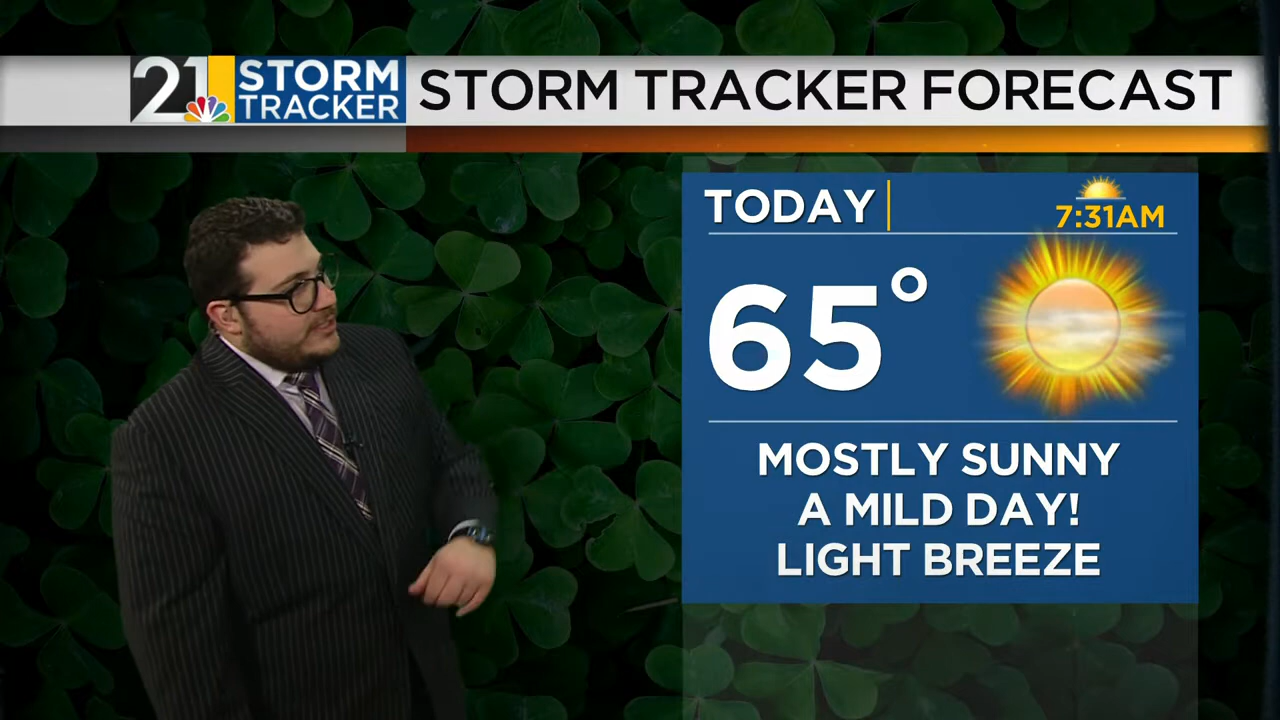 21 STORM TRACKER
STORM TRACKER FORECAST
TODAY
7:31AM
65°
MOSTLY SUNNY
A MILD DAY!
LIGHT BREEZE